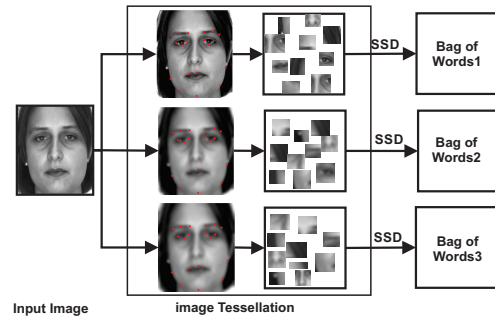 SSD
Bag of
Words1
SSD
Bag of
Words2
SSD
Bag of
Words3
Input Image
image Tessellation